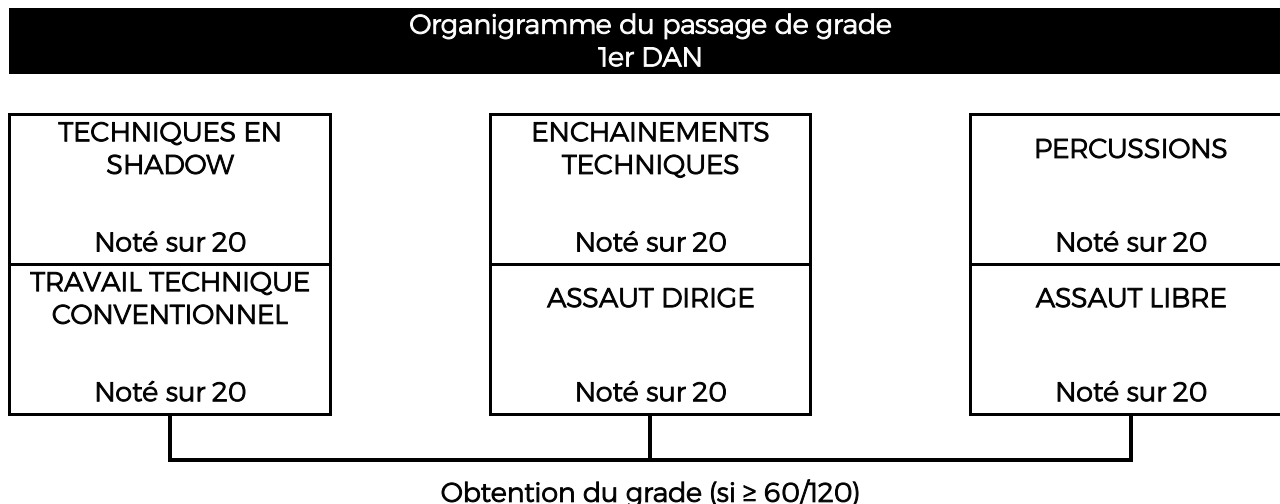 Organigramme du passage de grade
1er DAN
TECHNIQUES EN
SHADOW
Noté sur 20
TRAVAIL TECHNIQUE
CONVENTIONNEL
Noté sur 20
ENCHAINEMENTS
TECHNIQUES
Noté sur 20
ASSAUT DIRIGE
Noté sur 20
PERCUSSIONS
Noté sur 20
ASSAUT LIBRE
Noté sur 20
Obtention du grade (si ≥ 60/120)